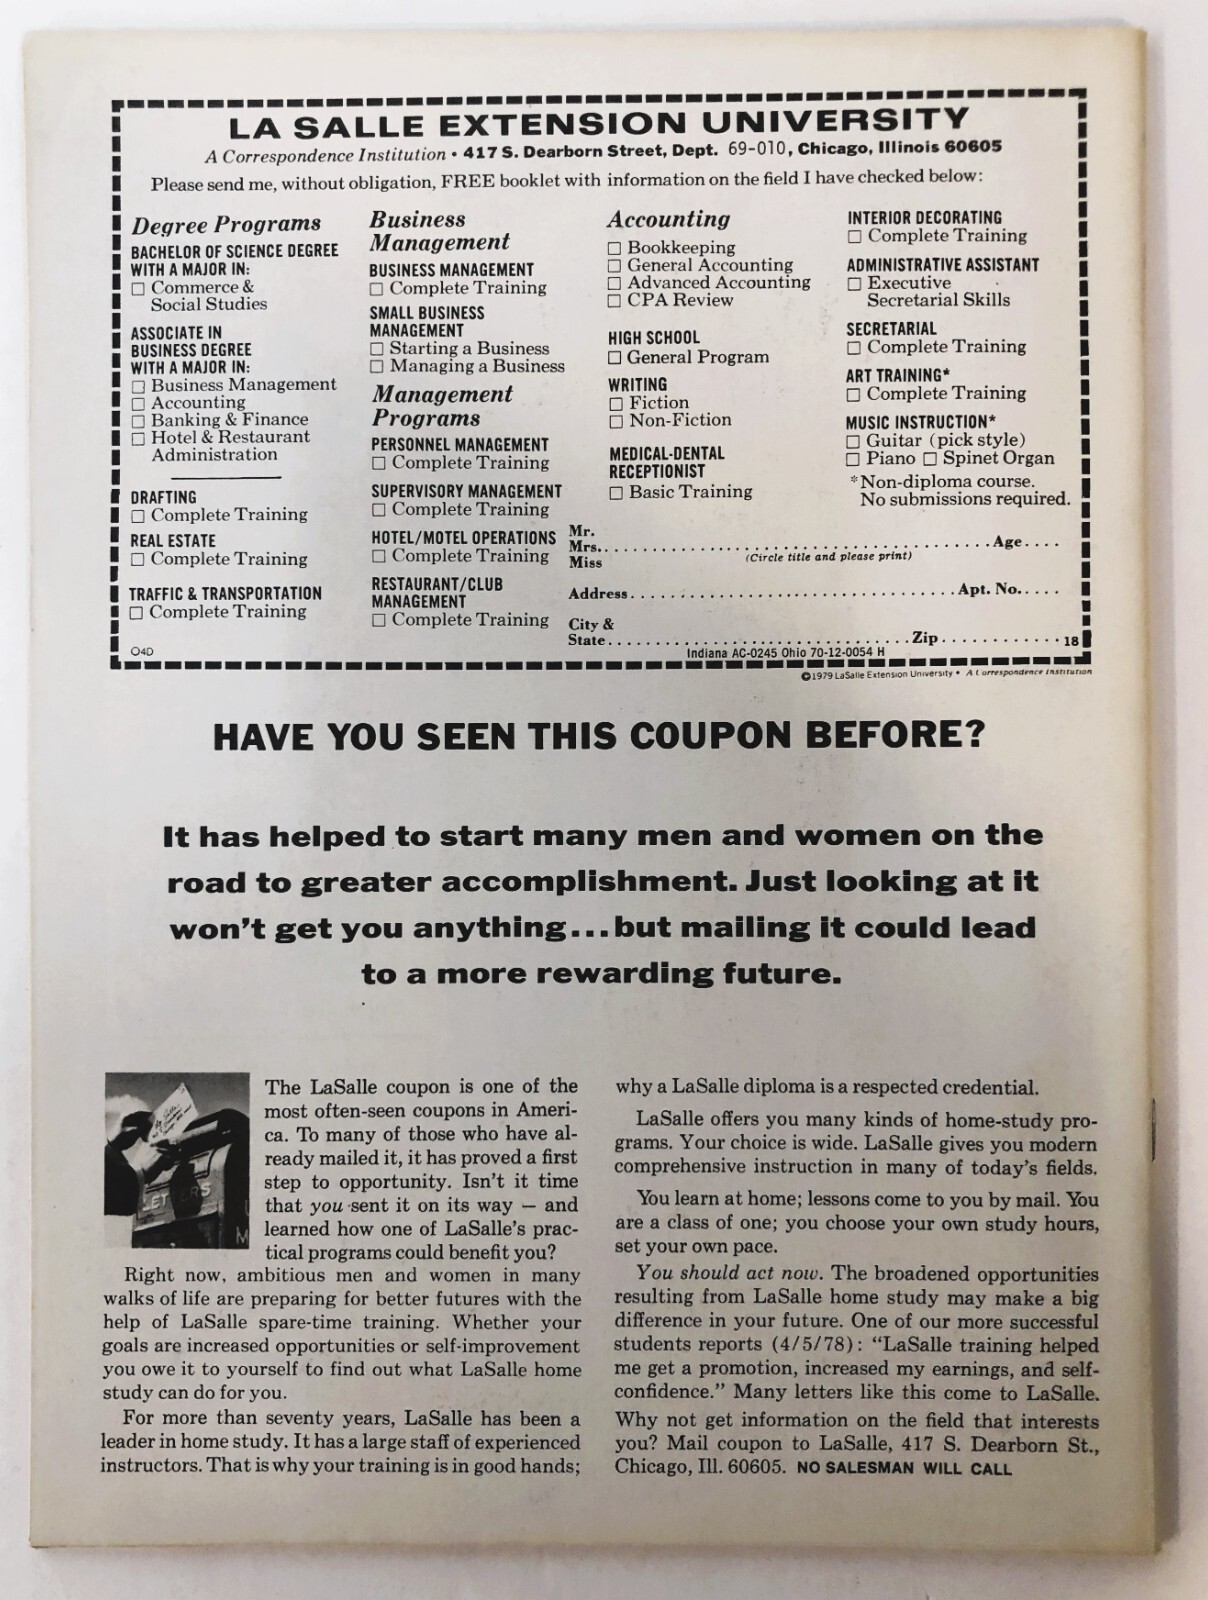 LA SALLE EXTENSION UNIVERSITY
A Correspondence Institution • 417 S. Dearborn Street, Dept. 69-010, Chicago, Illinois 60605
Please send me, without obligation, FREE booklet with information on the field I have checked below:
Degree Programs
BACHELOR OF SCIENCE DEGREE
WITH A MAJOR IN:
☐ Commerce &
Social Studies
ASSOCIATE IN
BUSINESS DEGREE
WITH A MAJOR IN:
☐ Business Management
☐ Accounting
☐ Banking & Finance
☐ Hotel & Restaurant
Administration
DRAFTING
☐ Complete Training
REAL ESTATE
☐ Complete Training
TRAFFIC & TRANSPORTATION
☐ Complete Training
O4D
Business
Management
BUSINESS MANAGEMENT
☐ Complete Training
SMALL BUSINESS
MANAGEMENT
☐ Starting a Business
☐ Managing a Business
Management
Programs
PERSONNEL MANAGEMENT
☐ Complete Training
SUPERVISORY MANAGEMENT
☐ Complete Training
HOTEL/MOTEL OPERATIONS
☐ Complete Training
RESTAURANT/CLUB
MANAGEMENT
☐ Complete Training
Accounting
☐ Bookkeeping
☐ General Accounting
☐ Advanced Accounting
☐ CPA Review
HIGH SCHOOL
☐ General Program
WRITING
☐ Fiction
☐ Non-Fiction
MEDICAL-DENTAL
RECEPTIONIST
☐ Basic Training
INTERIOR DECORATING
☐ Complete Training
ADMINISTRATIVE ASSISTANT
☐ Executive
Secretarial Skills
SECRETARIAL
☐ Complete Training
ART TRAINING*
☐ Complete Training
MUSIC INSTRUCTION*
☐ Guitar (pick style)
☐ Piano ☐ Spinet Organ
*Non-diploma course.
No submissions required.
Mr.
Mrs. Age
Miss (Circle title and please print)
Address Apt. No.
City &
State Zip 18
Indiana AC-0245 Ohio 70-12-0054 H
©1979 LaSalle Extension University • A Correspondence Institution
HAVE YOU SEEN THIS COUPON BEFORE?
It has helped to start many men and women on the
road to greater accomplishment. Just looking at it
won't get you anything...but mailing it could lead
to a more rewarding future.
LETTERS
The LaSalle coupon is one of the
most often-seen coupons in Ameri-
ca. To many of those who have al-
ready mailed it, it has proved a first
step to opportunity. Isn't it time
that you sent it on its way — and
learned how one of LaSalle's prac-
tical programs could benefit you?
Right now, ambitious men and women in many
walks of life are preparing for better futures with the
help of LaSalle spare-time training. Whether your
goals are increased opportunities or self-improvement
you owe it to yourself to find out what LaSalle home
study can do for you.
For more than seventy years, LaSalle has been a
leader in home study. It has a large staff of experienced
instructors. That is why your training is in good hands;
why a LaSalle diploma is a respected credential.
LaSalle offers you many kinds of home-study pro-
grams. Your choice is wide. LaSalle gives you modern
comprehensive instruction in many of today's fields.
You learn at home; lessons come to you by mail. You
are a class of one; you choose your own study hours,
set your own pace.
You should act now. The broadened opportunities
resulting from LaSalle home study may make a big
difference in your future. One of our more successful
students reports (4/5/78): "LaSalle training helped
me get a promotion, increased my earnings, and self-
confidence." Many letters like this come to LaSalle.
Why not get information on the field that interests
you? Mail coupon to LaSalle, 417 S. Dearborn St.,
Chicago, Ill. 60605. NO SALESMAN WILL CALL